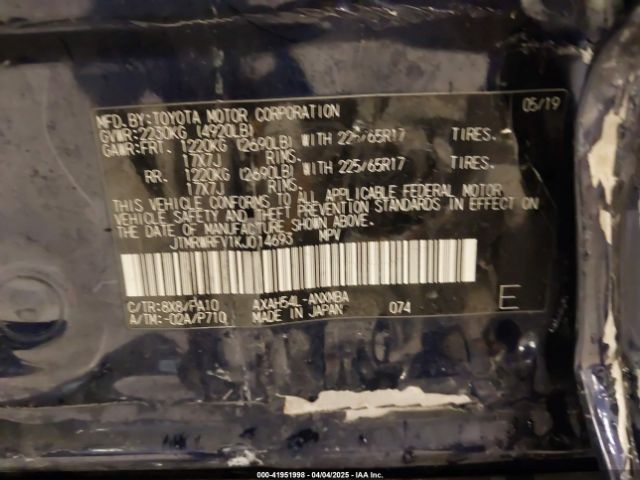 MFD. BY: TOYOTA MOTOR CORPORATION 05/19
GVWR: 2230KG (4920LB)
GAWR: FRT. 1220KG (2690LB) WITH 225/65R17 TIRES.
17X7J RIMS.
RR. 1220KG (2690LB) WITH 225/65R17 TIRES.
17X7J RIMS.
THIS VEHICLE CONFORMS TO ALL APPLICABLE FEDERAL MOTOR
VEHICLE SAFETY AND THEFT PREVENTION STANDARDS IN EFFECT ON
THE DATE OF MANUFACTURE SHOWN ABOVE.
JTMRWRFV1KJ014693 MPV
C/TR: 8X8/PA10 AXAH54L-ANXMBA
A/TM: -02A/P710 MADE IN JAPAN 074 E
000-41951998 - 04/04/2025 - IAA Inc.